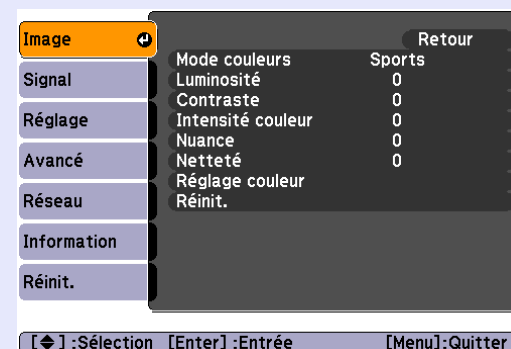 Image
Signal
Réglage
Avancé
Réseau
Information
Réinit.
Retour
Mode couleurs Sports
Luminosité 0
Contraste 0
Intensité couleur 0
Nuance 0
Netteté 0
Réglage couleur
Réinit.
[◆] :Sélection [Enter] :Entrée [Menu]:Quitter